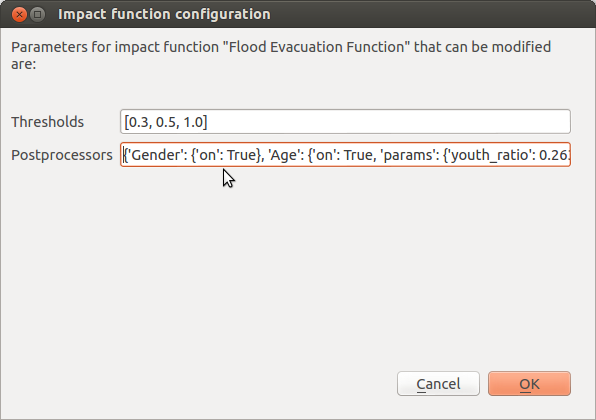 Impact function configuration
Parameters for impact function "Flood Evacuation Function" that can be modified
are:
Thresholds [0.3, 0.5, 1.0]
Postprocessors {'Gender': {'on': True}, 'Age': {'on': True, 'params': {'youth_ratio': 0.263
Cancel OK